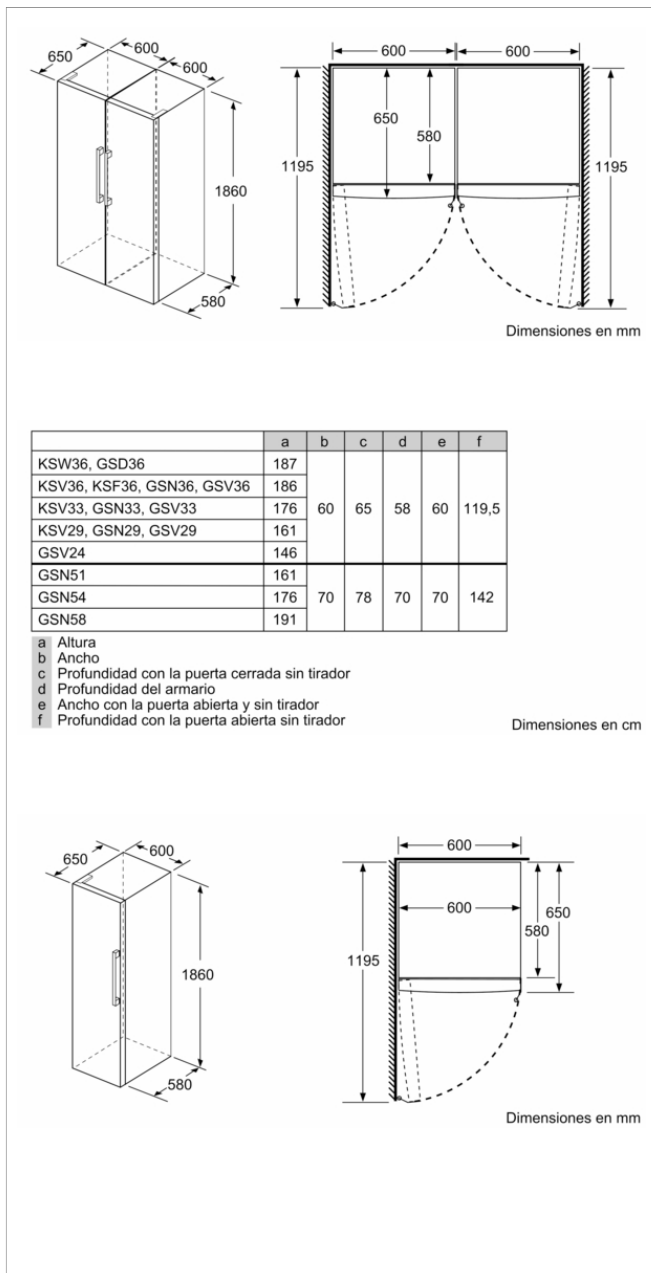 650
600
600
1860
580
600
600
650
580
1195
1195
Dimensiones en mm
a b c d e f
KSW36, GSD36 187
KSV36, KSF36, GSN36, GSV36 186
KSV33, GSN33, GSV33 176 60 65 58 60 119,5
KSV29, GSN29, GSV29 161
GSV24 146
GSN51 161
GSN54 176 70 78 70 70 142
GSN58 191
a Altura
b Ancho
c Profundidad con la puerta cerrada sin tirador
d Profundidad del armario
e Ancho con la puerta abierta y sin tirador
f Profundidad con la puerta abierta sin tirador
Dimensiones en cm
650
600
1860
580
600
600
650
580
1195
Dimensiones en mm